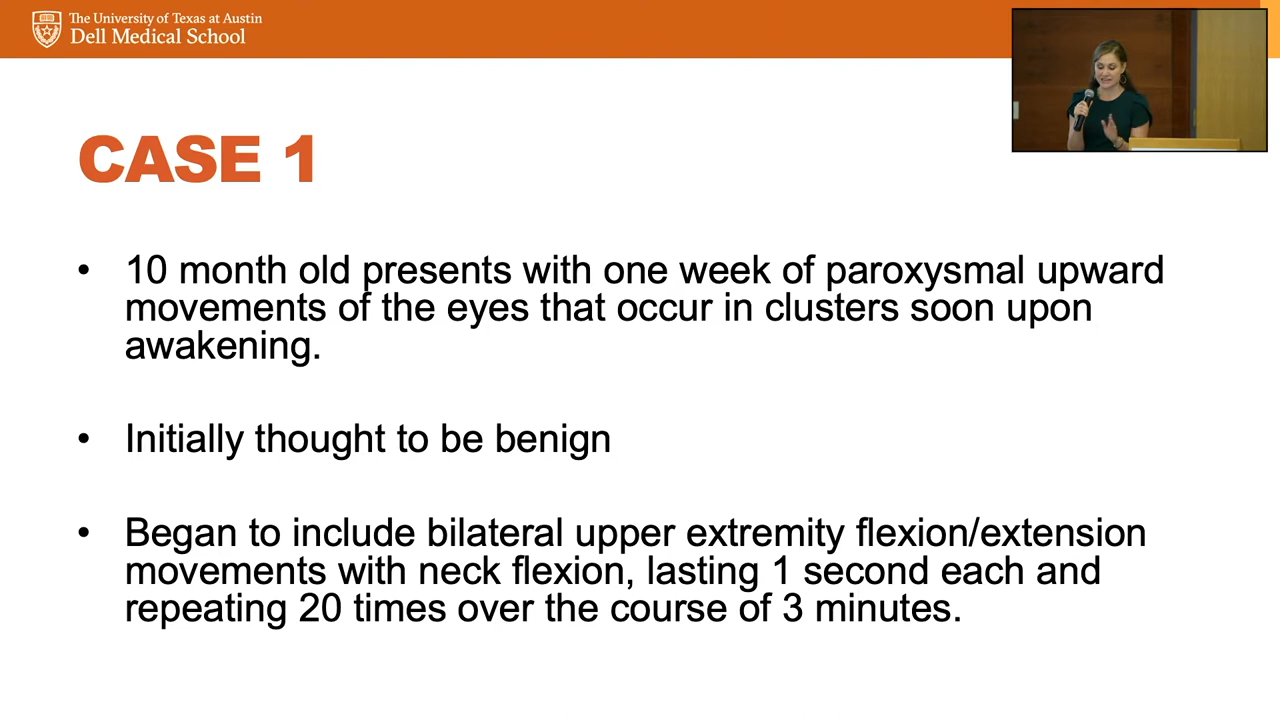 The University of Texas at Austin
Dell Medical School
CASE 1
• 10 month old presents with one week of paroxysmal upward
movements of the eyes that occur in clusters soon upon
awakening.
• Initially thought to be benign
• Began to include bilateral upper extremity flexion/extension
movements with neck flexion, lasting 1 second each and
repeating 20 times over the course of 3 minutes.